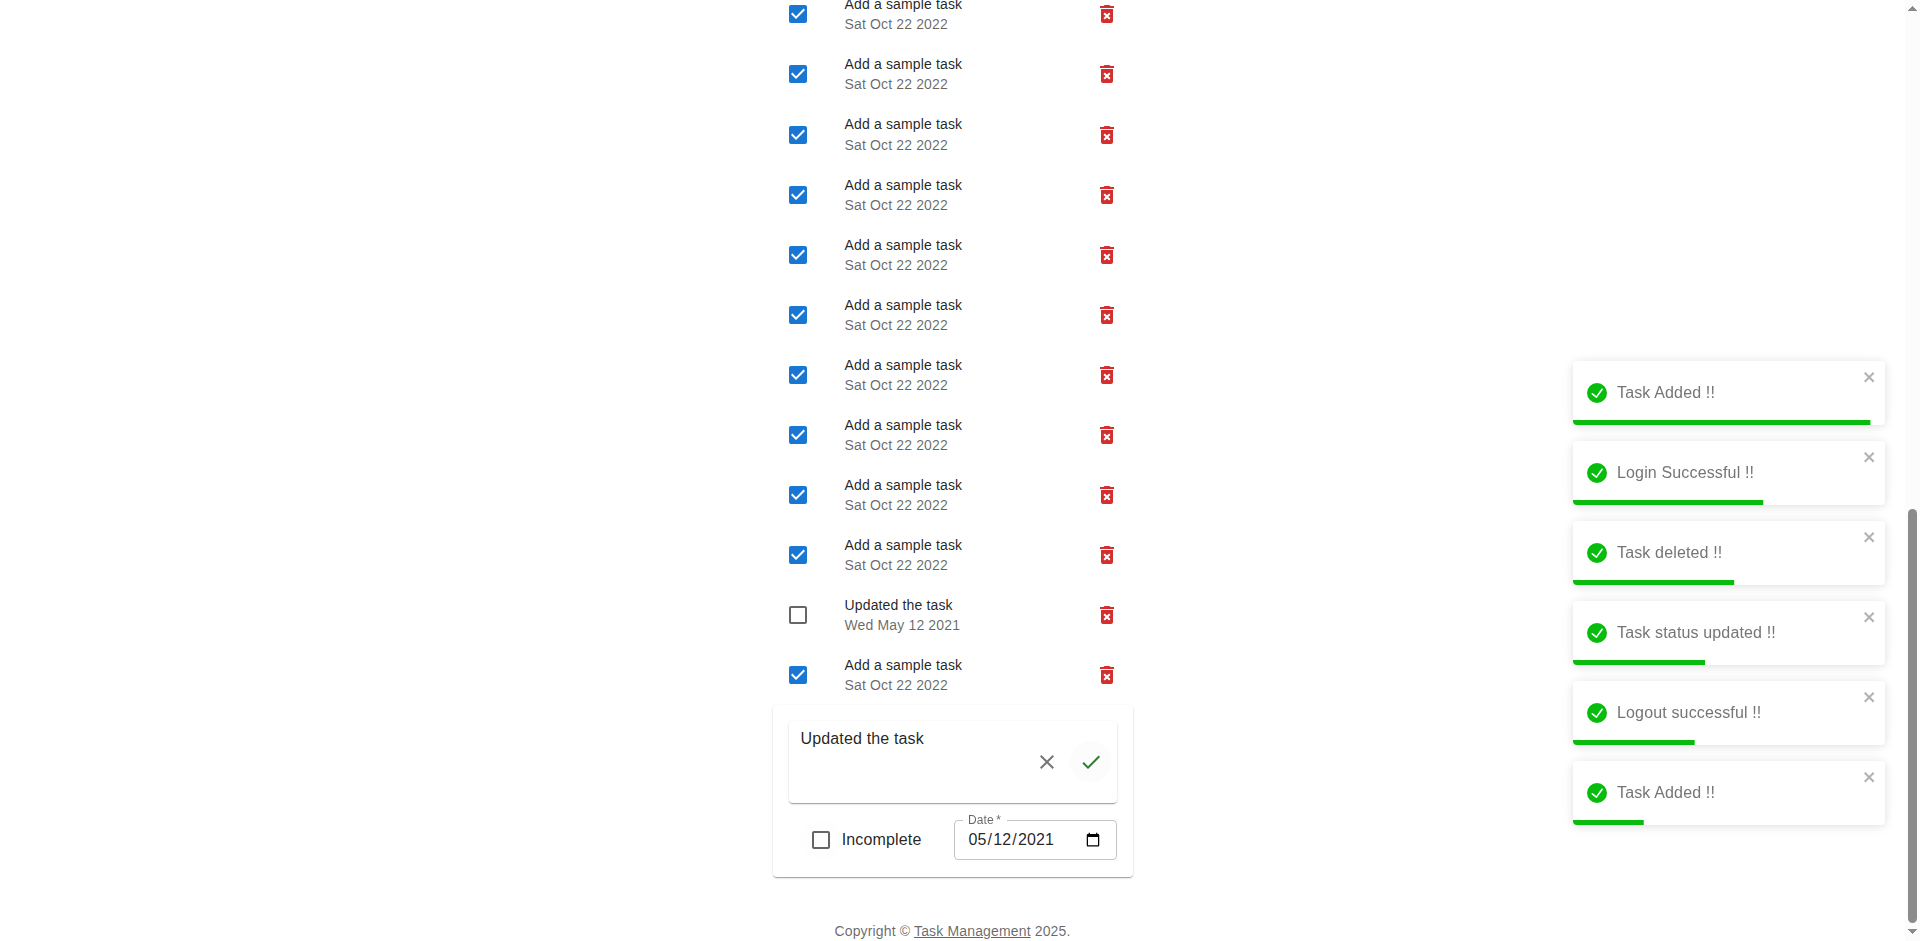 Add a sample task
Sat Oct 22 2022
Add a sample task
Sat Oct 22 2022
Add a sample task
Sat Oct 22 2022
Add a sample task
Sat Oct 22 2022
Add a sample task
Sat Oct 22 2022
Add a sample task
Sat Oct 22 2022
Add a sample task
Sat Oct 22 2022
Add a sample task
Sat Oct 22 2022
Add a sample task
Sat Oct 22 2022
Add a sample task
Sat Oct 22 2022
Updated the task
Wed May 12 2021
Add a sample task
Sat Oct 22 2022
Updated the task
Incomplete
Date *
05/12/2021
Copyright © Task Management 2025.
Task Added !!
Login Successful !!
Task deleted !!
Task status updated !!
Logout successful !!
Task Added !!